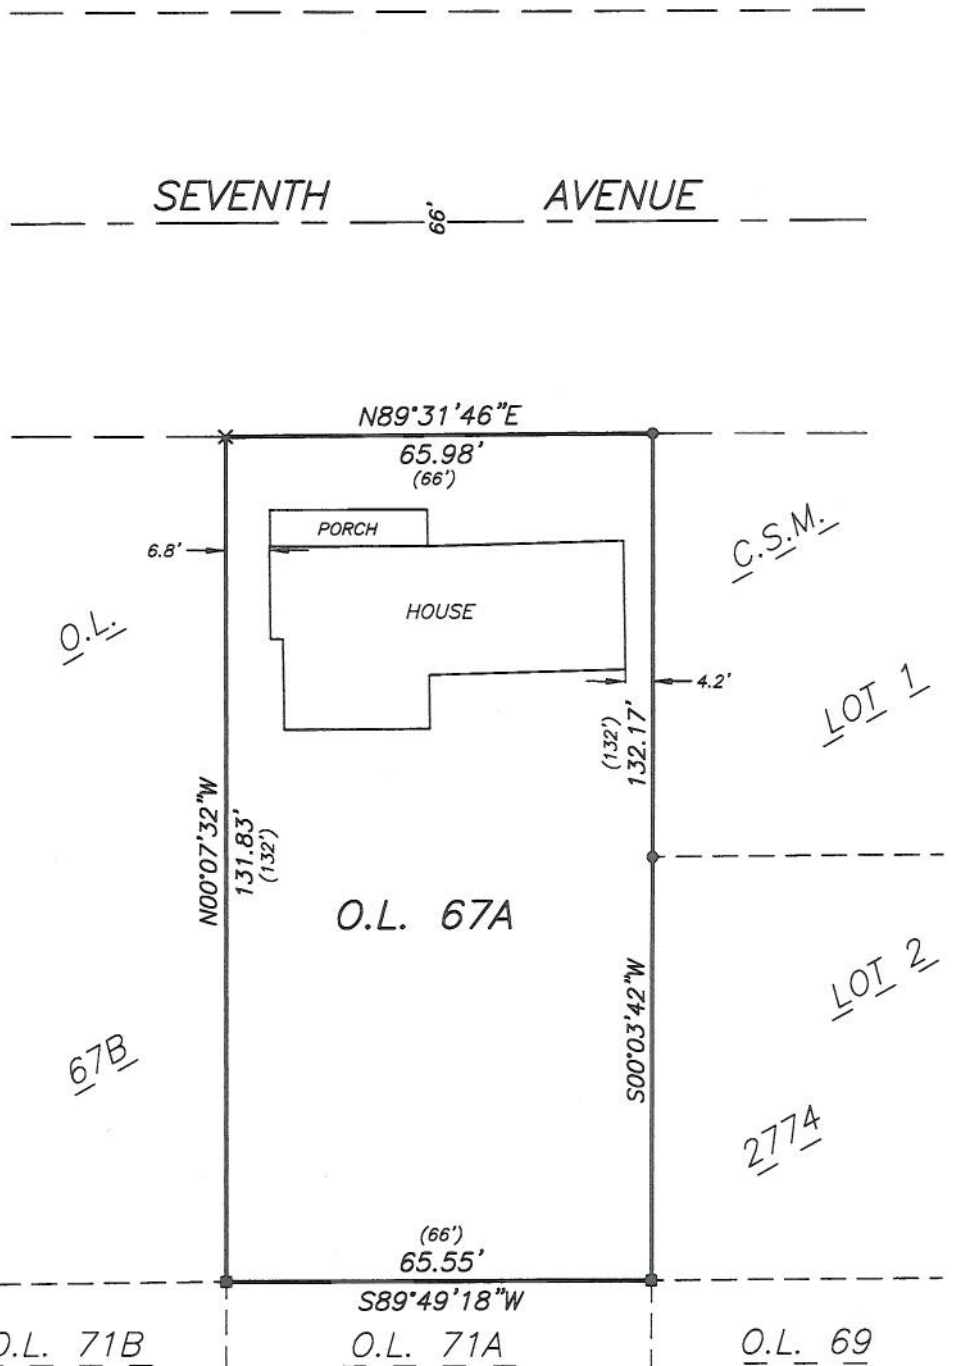 SEVENTH AVENUE
66'
N89°31'46"E
65.98'
(66')
PORCH
6.8'
HOUSE
4.2'
C.S.M.
O.L.
LOT 1
(132')
132.17'
N00°07'32"W
131.83'
(132')
O.L. 67A
S00°03'42"W
LOT 2
67B
2774
(66')
65.55'
S89°49'18"W
O.L. 71B
O.L. 71A
O.L. 69